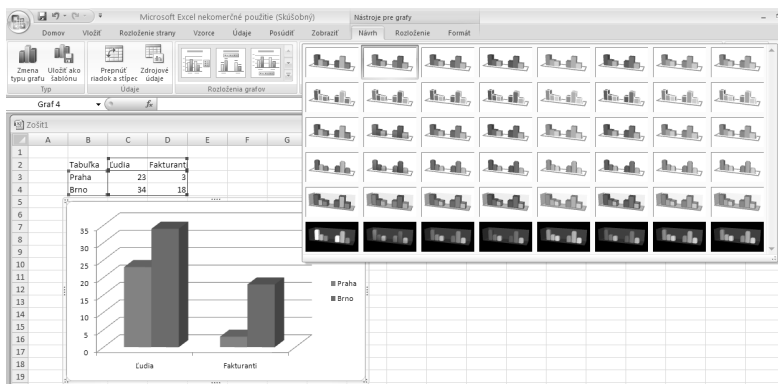 Microsoft Excel nekomerčné použitie (Skúšobný)
Nástroje pre grafy
Domov Vložiť Rozloženie strany Vzorce Údaje Posúdiť Zobraziť Návrh Rozloženie Formát
Zmena typu grafu
Uložiť ako šablónu
Prepnúť riadok a stĺpec
Zdrojové údaje
Typ Údaje Rozloženia grafov
Graf 4 fx
Zošit1
A B C D E F G
1
2 Tabuľka Ľudia Fakturanti
3 Praha 23 3
4 Brno 34 18
5
6
7
8
9
10
11
12
13
14
15
16
17
18
19
35
30
25
20
15
10
5
0
Ľudia Fakturanti
Praha
Brno